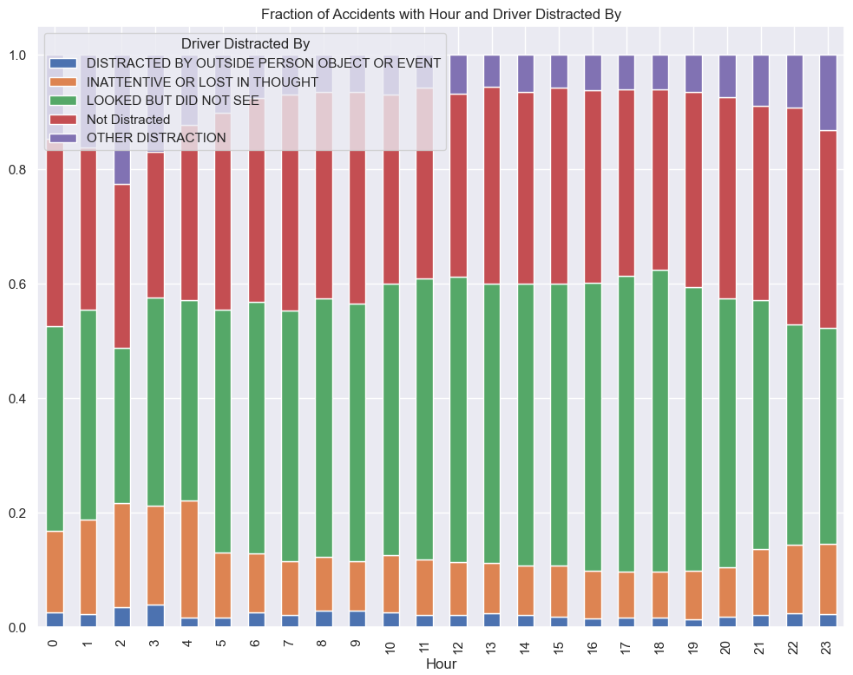 Fraction of Accidents with Hour and Driver Distracted By
Driver Distracted By
DISTRACTED BY OUTSIDE PERSON OBJECT OR EVENT
INATTENTIVE OR LOST IN THOUGHT
LOOKED BUT DID NOT SEE
Not Distracted
OTHER DISTRACTION
1.0
0.8
0.6
0.4
0.2
0.0
0 1 2 3 4 5 6 7 8 9 10 11 12 13 14 15 16 17 18 19 20 21 22 23
Hour